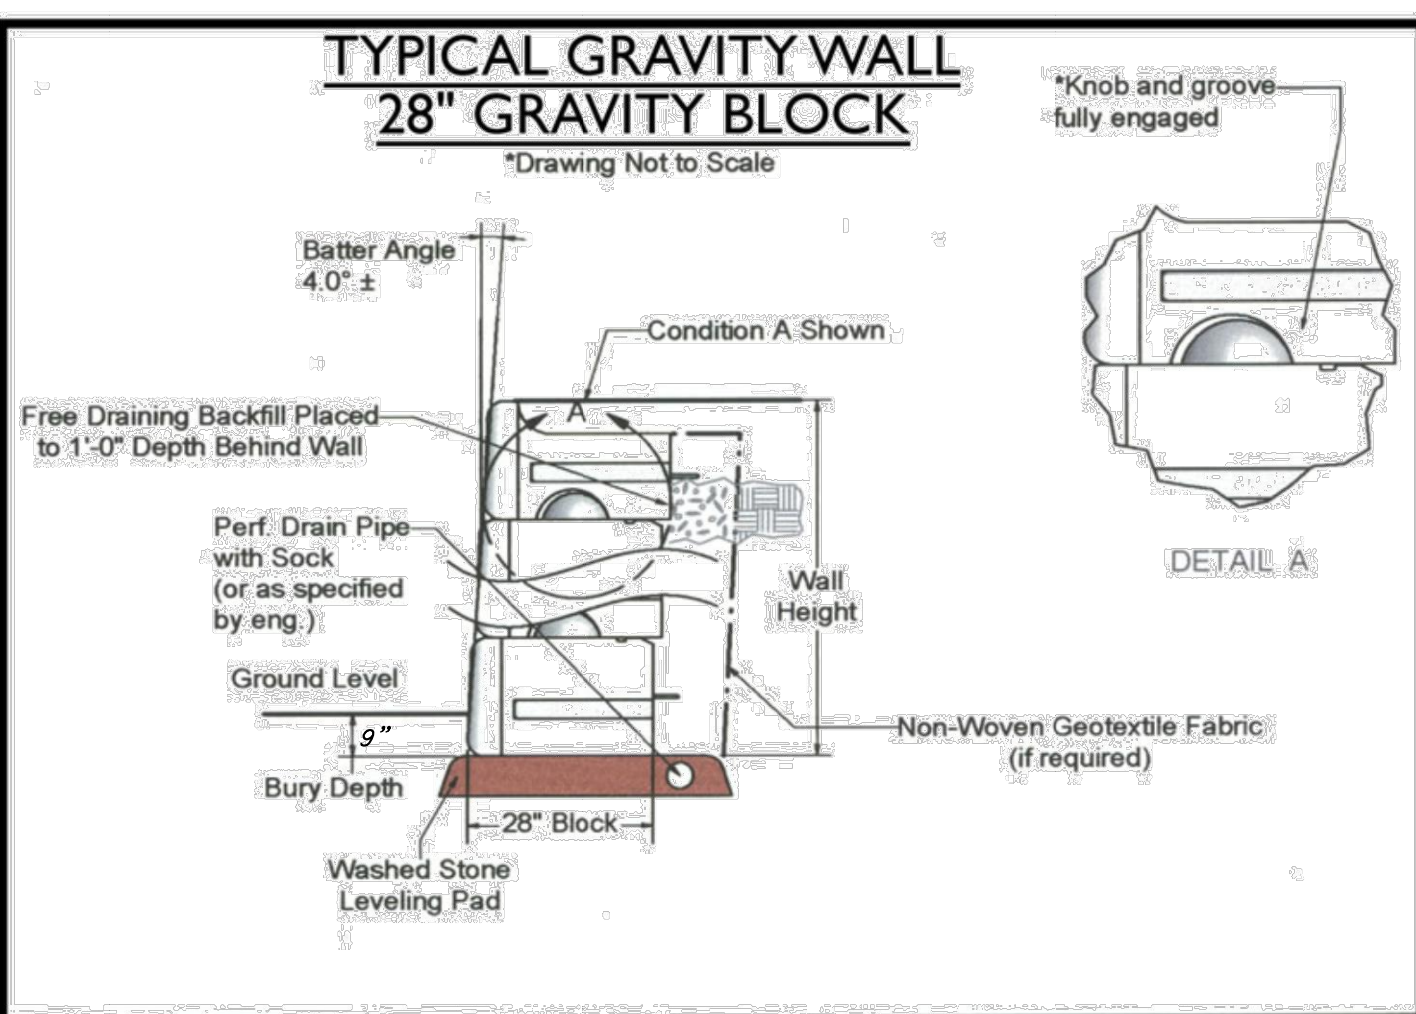 TYPICAL GRAVITY WALL
28" GRAVITY BLOCK
*Drawing Not to Scale
*Knob and groove
fully engaged
Batter Angle
4.0° ±
Condition A Shown
A
Free Draining Backfill Placed
to 1'-0" Depth Behind Wall
Perf. Drain Pipe
with Sock
(or as specified
by eng.)
DETAIL A
Wall
Height
Ground Level
9”
Bury Depth
Non-Woven Geotextile Fabric
(if required)
28" Block
Washed Stone
Leveling Pad